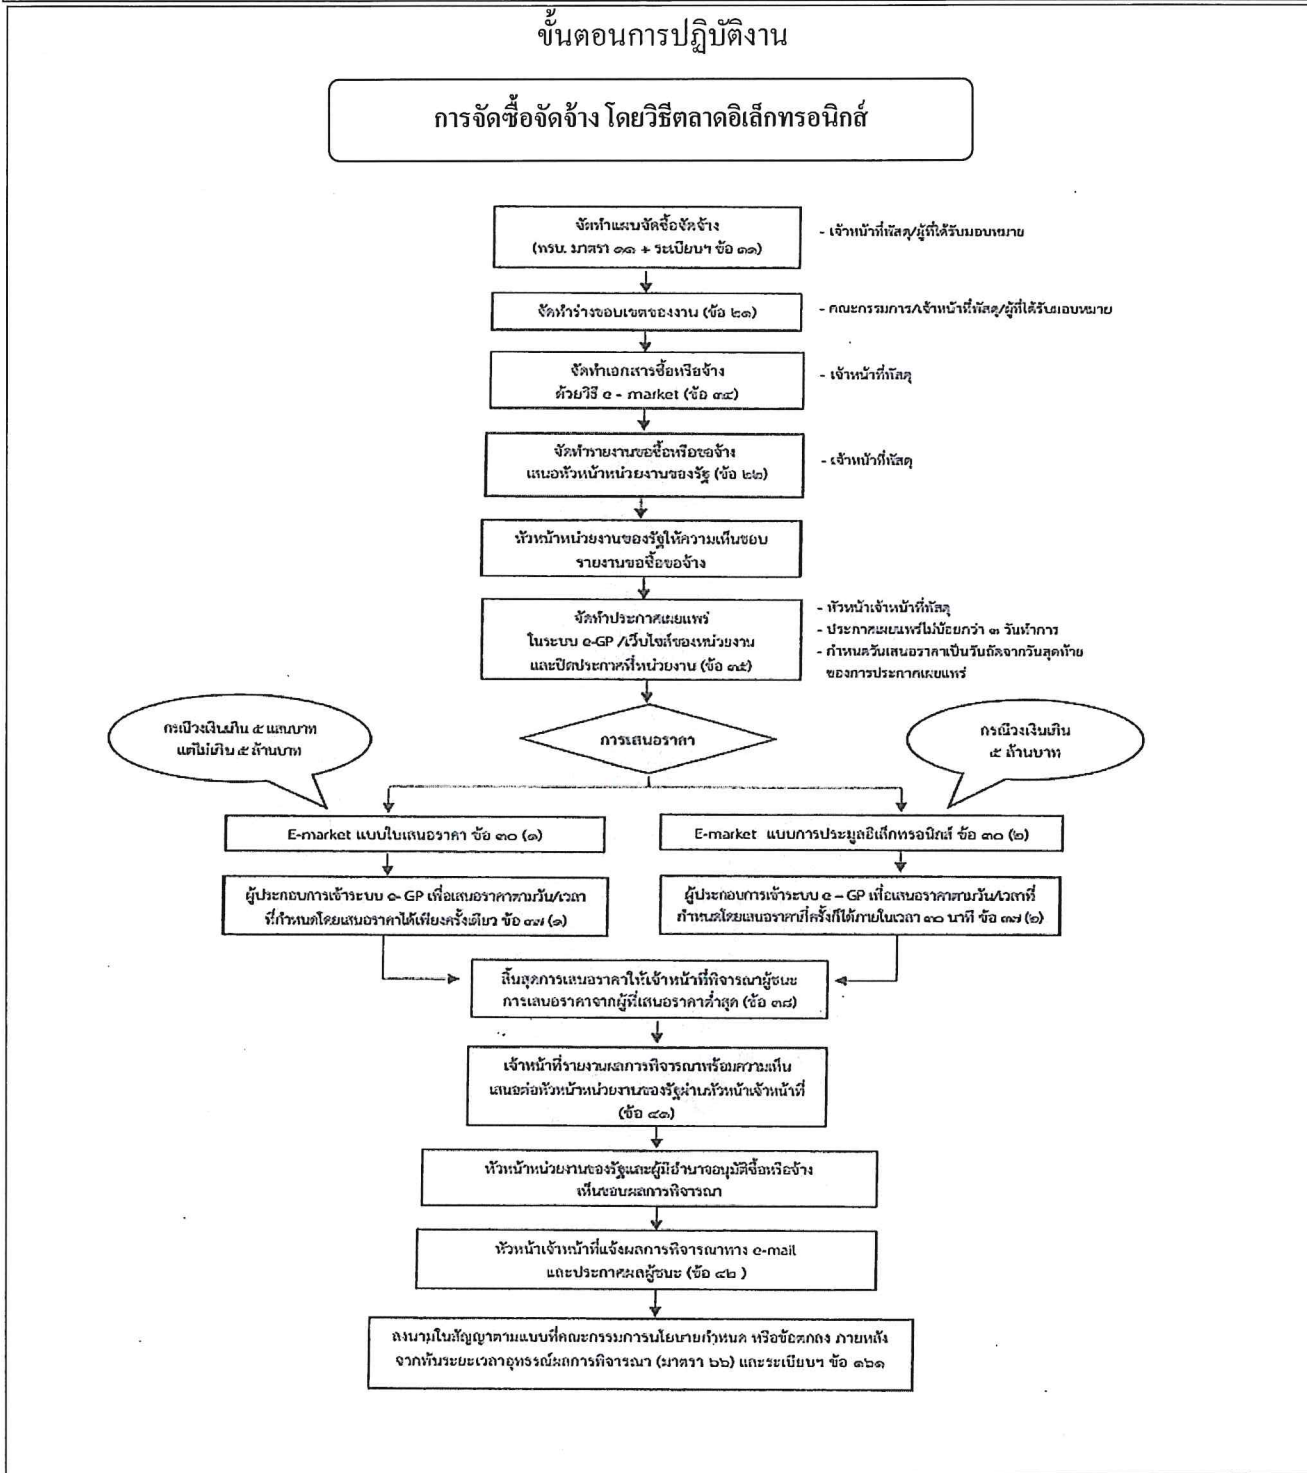 ขั้นตอนการปฏิบัติงาน
การจัดซื้อจัดจ้าง โดยวิธีตลาดอิเล็กทรอนิกส์
จัดทำแผนจัดซื้อจัดจ้าง
(พรบ. มาตรา ๑๑ + ระเบียบฯ ข้อ ๑๑)
- เจ้าหน้าที่พัสดุ/ผู้ที่ได้รับมอบหมาย
จัดทำร่างขอบเขตของงาน (ข้อ ๒๑)
- คณะกรรมการ/เจ้าหน้าที่พัสดุ/ผู้ที่ได้รับมอบหมาย
จัดทำเอกสารซื้อหรือจ้าง
ด้วยวิธี e - market (ข้อ ๓๔)
- เจ้าหน้าที่พัสดุ
จัดทำรายงานขอซื้อหรือขอจ้าง
เสนอหัวหน้าหน่วยงานของรัฐ (ข้อ ๒๒)
- เจ้าหน้าที่พัสดุ
หัวหน้าหน่วยงานของรัฐให้ความเห็นชอบ
รายงานขอซื้อขอจ้าง
จัดทำประกาศเผยแพร่
ในระบบ e-GP /เว็บไซต์ของหน่วยงาน
และปิดประกาศที่หน่วยงาน (ข้อ ๓๕)
- หัวหน้าเจ้าหน้าที่พัสดุ
- ประกาศเผยแพร่ไม่น้อยกว่า ๓ วันทำการ
- กำหนดวันเสนอราคาเป็นวันถัดจากวันสุดท้าย
ของการประกาศเผยแพร่
กรณีวงเงินเกิน ๕ แสนบาท
แต่ไม่เกิน ๕ ล้านบาท
การเสนอราคา
กรณีวงเงินเกิน
๕ ล้านบาท
E-market แบบใบเสนอราคา ข้อ ๓๐ (๑)
E-market แบบการประมูลอิเล็กทรอนิกส์ ข้อ ๓๐ (๒)
ผู้ประกอบการเข้าระบบ e- GP เพื่อเสนอราคาตามวัน/เวลา
ที่กำหนดโดยเสนอราคาได้เพียงครั้งเดียว ข้อ ๓๗ (๑)
ผู้ประกอบการเข้าระบบ e – GP เพื่อเสนอราคาตามวัน/เวลาที่
กำหนดโดยเสนอราคากี่ครั้งก็ได้ภายในเวลา ๓๐ นาที ข้อ ๓๗ (๒)
สิ้นสุดการเสนอราคาให้เจ้าหน้าที่พิจารณาผู้ชนะ
การเสนอราคาจากผู้ที่เสนอราคาต่ำสุด (ข้อ ๓๘)
เจ้าหน้าที่รายงานผลการพิจารณาพร้อมความเห็น
เสนอต่อหัวหน้าหน่วยงานของรัฐผ่านหัวหน้าเจ้าหน้าที่
(ข้อ ๔๑)
หัวหน้าหน่วยงานของรัฐและผู้มีอำนาจอนุมัติซื้อหรือจ้าง
เห็นชอบผลการพิจารณา
หัวหน้าเจ้าหน้าที่แจ้งผลการพิจารณาทาง e-mail
และประกาศผลผู้ชนะ (ข้อ ๔๒ )
ลงนามในสัญญาตามแบบที่คณะกรรมการนโยบายกำหนด หรือข้อตกลง ภายหลัง
จากพ้นระยะเวลาอุทธรณ์ผลการพิจารณา (มาตรา ๖๖) และระเบียบฯ ข้อ ๑๖๑